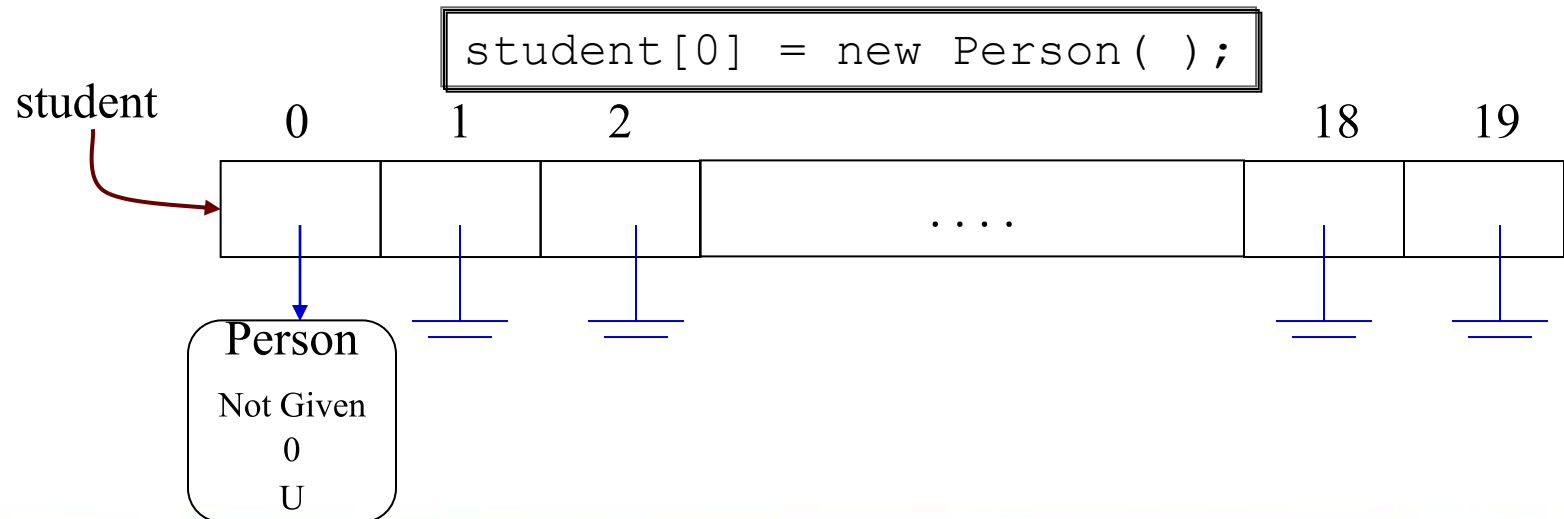 student[0] = new Person( );
student
0 1 2 18 19
....
Person
Not Given
0
U